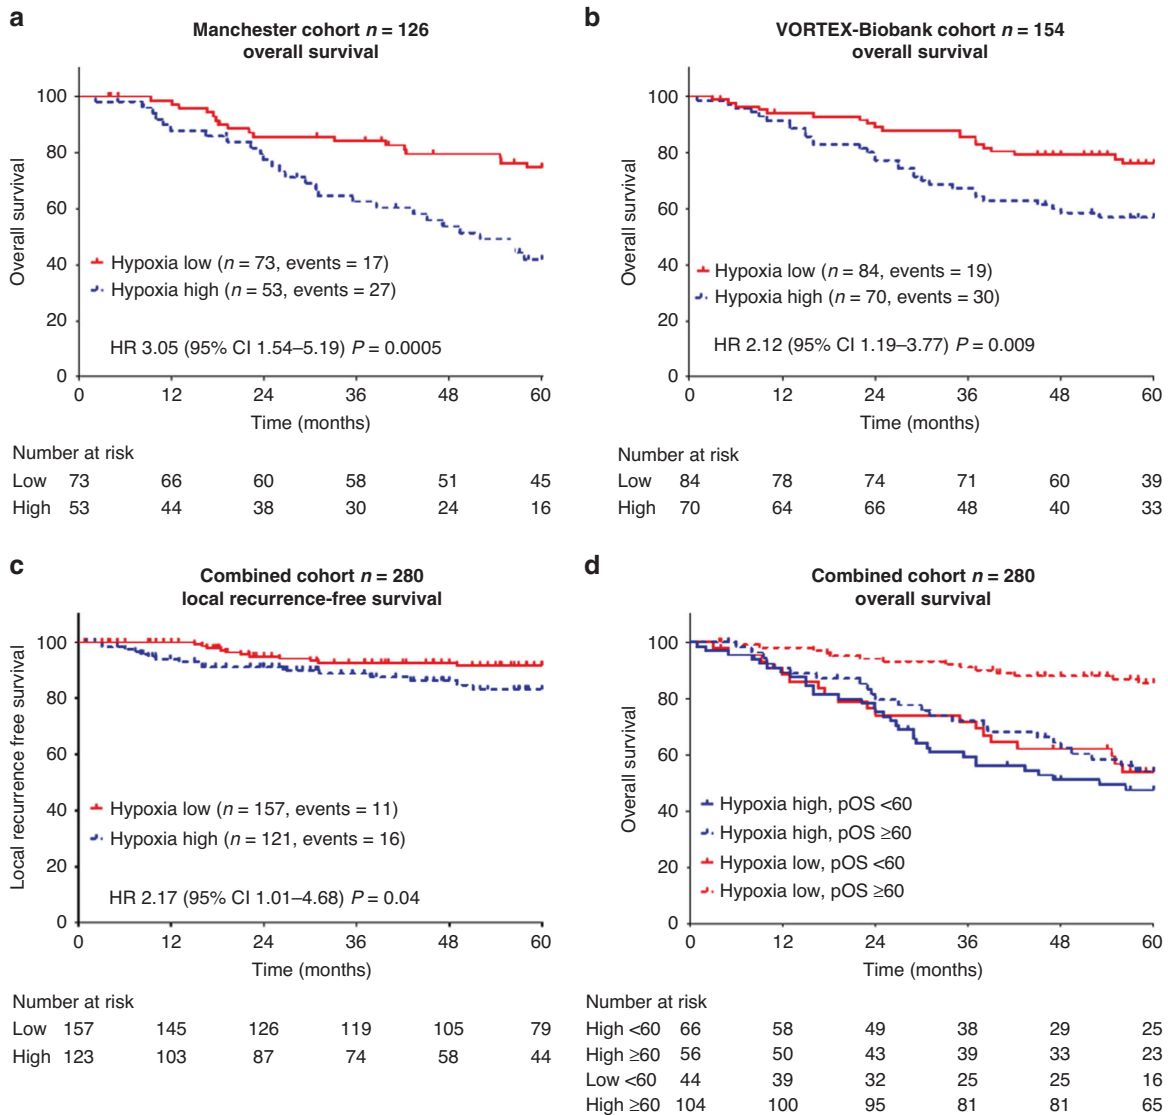 a
Manchester cohort n = 126
overall survival
Overall survival
100
80
60
40
20
0
Hypoxia low (n = 73, events = 17)
Hypoxia high (n = 53, events = 27)
HR 3.05 (95% CI 1.54–5.19) P = 0.0005
0 12 24 36 48 60
Time (months)
Number at risk
Low 73 66 60 58 51 45
High 53 44 38 30 24 16
b
VORTEX-Biobank cohort n = 154
overall survival
Overall survival
100
80
60
40
20
0
Hypoxia low (n = 84, events = 19)
Hypoxia high (n = 70, events = 30)
HR 2.12 (95% CI 1.19–3.77) P = 0.009
0 12 24 36 48 60
Time (months)
Number at risk
Low 84 78 74 71 60 39
High 70 64 66 48 40 33
c
Combined cohort n = 280
local recurrence-free survival
Local recurrence free survival
100
80
60
40
20
0
Hypoxia low (n = 157, events = 11)
Hypoxia high (n = 121, events = 16)
HR 2.17 (95% CI 1.01–4.68) P = 0.04
0 12 24 36 48 60
Time (months)
Number at risk
Low 157 145 126 119 105 79
High 123 103 87 74 58 44
d
Combined cohort n = 280
overall survival
Overall survival
100
80
60
40
20
0
Hypoxia high, pOS <60
Hypoxia high, pOS ≥60
Hypoxia low, pOS <60
Hypoxia low, pOS ≥60
0 12 24 36 48 60
Time (months)
Number at risk
High <60 66 58 49 38 29 25
High ≥60 56 50 43 39 33 23
Low <60 44 39 32 25 25 16
High ≥60 104 100 95 81 81 65